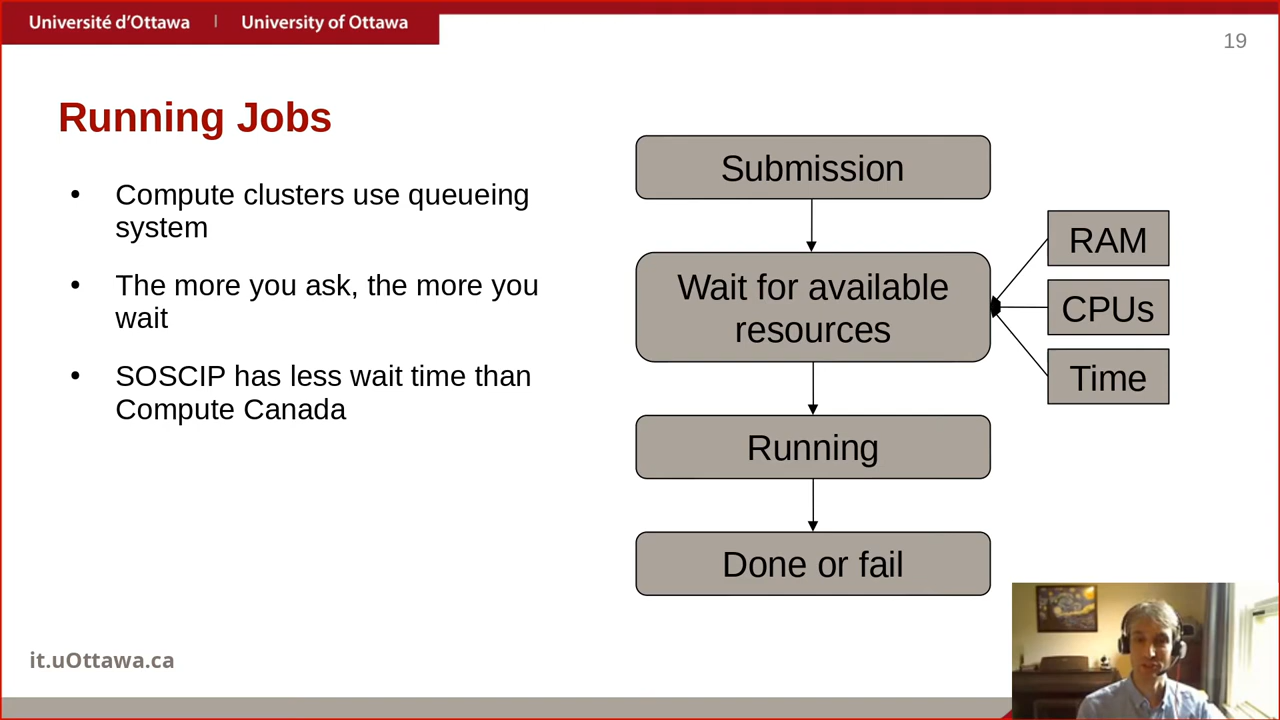 Université d'Ottawa | University of Ottawa
19
Running Jobs
• Compute clusters use queueing
system
• The more you ask, the more you
wait
• SOSCIP has less wait time than
Compute Canada
Submission
Wait for available
resources
RAM
CPUs
Time
Running
Done or fail
it.uOttawa.ca